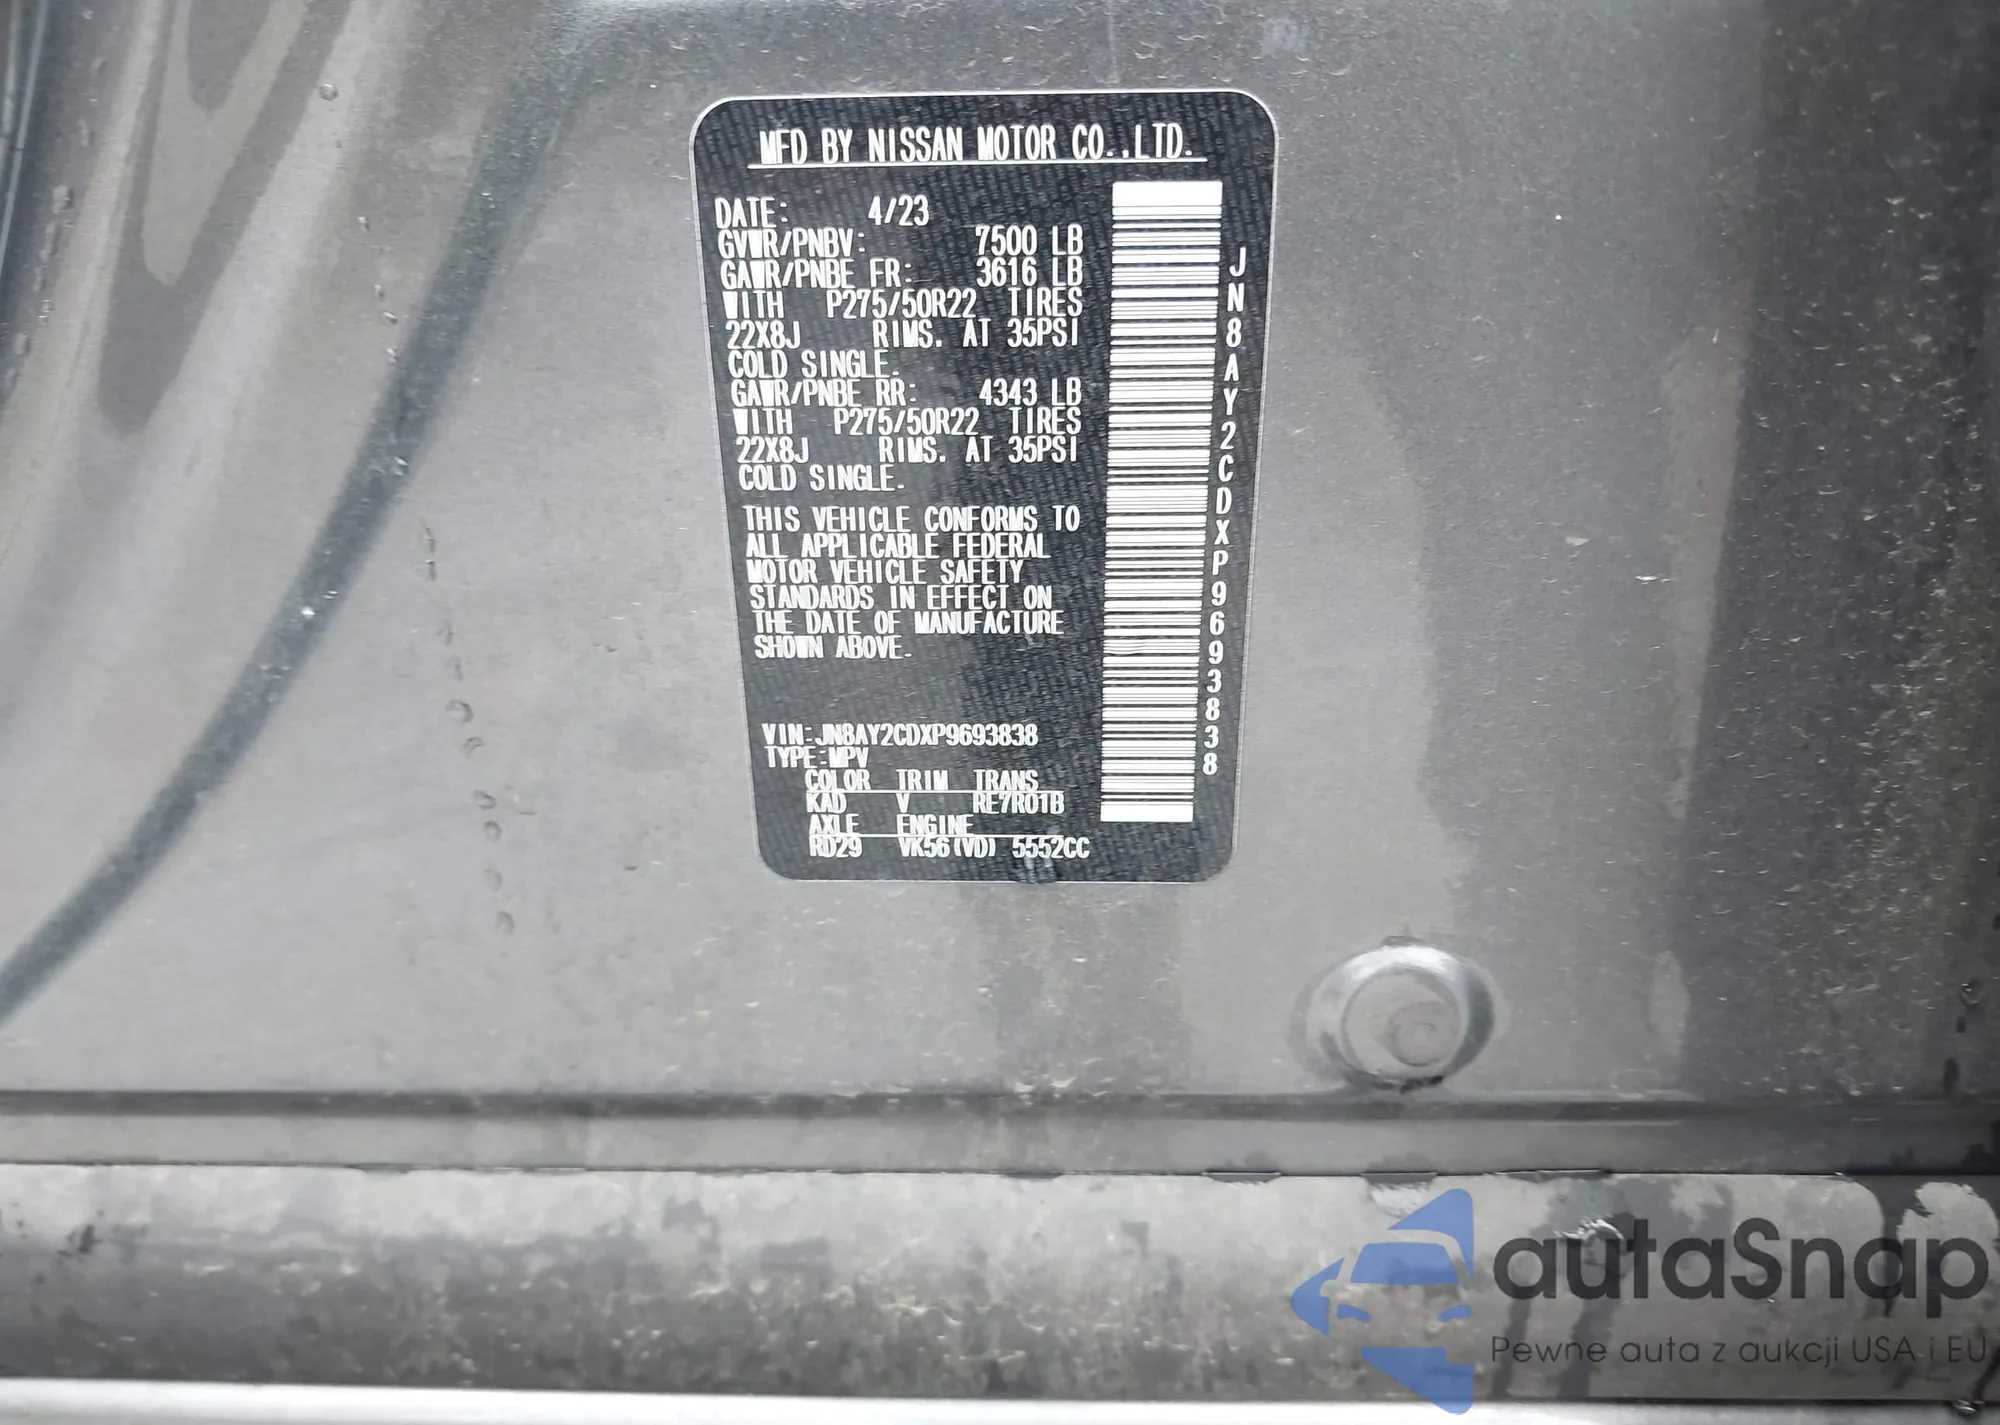 MFD BY NISSAN MOTOR CO.,LTD.
DATE: 4/23
GVWR/PNBV: 7500 LB
GAWR/PNBE FR: 3616 LB
WITH P275/50R22 TIRES
22X8J RIMS. AT 35PSI
COLD SINGLE.
GAWR/PNBE RR: 4343 LB
WITH P275/50R22 TIRES
22X8J RIMS. AT 35PSI
COLD SINGLE.
THIS VEHICLE CONFORMS TO
ALL APPLICABLE FEDERAL
MOTOR VEHICLE SAFETY
STANDARDS IN EFFECT ON
THE DATE OF MANUFACTURE
SHOWN ABOVE.
VIN:JN8AY2CDXP9693838
TYPE:MPV
COLOR TRIM TRANS
KAD V RE7R01B
AXLE ENGINE
RD29 VK56(VD) 5552CC
JN8AY2CDXP9693838
autaSnap
Pewne auta z aukcji USA i EU